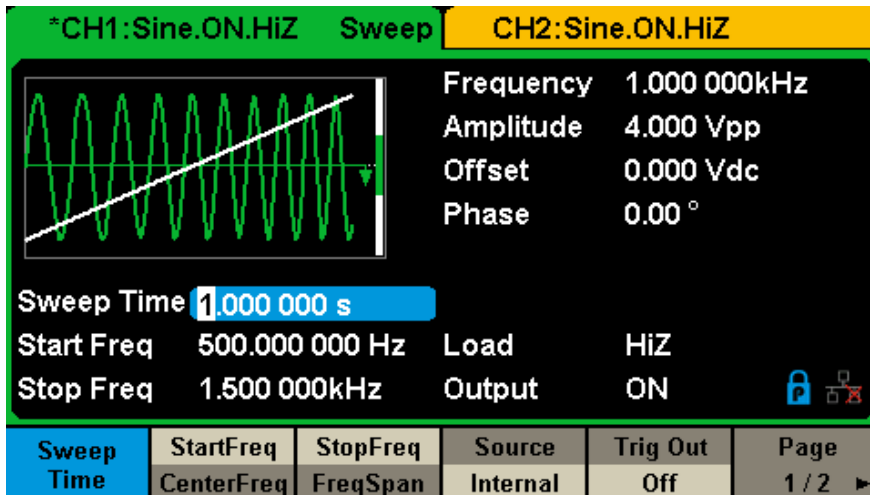 *CH1:Sine.ON.HiZ Sweep CH2:Sine.ON.HiZ
Frequency 1.000 000kHz
Amplitude 4.000 Vpp
Offset 0.000 Vdc
Phase 0.00 °
Sweep Time 1.000 000 s
Start Freq 500.000 000 Hz Load HiZ
Stop Freq 1.500 000kHz Output ON
P
Sweep Time StartFreq StopFreq Source Trig Out Page
CenterFreq FreqSpan Internal Off 1/2 ►